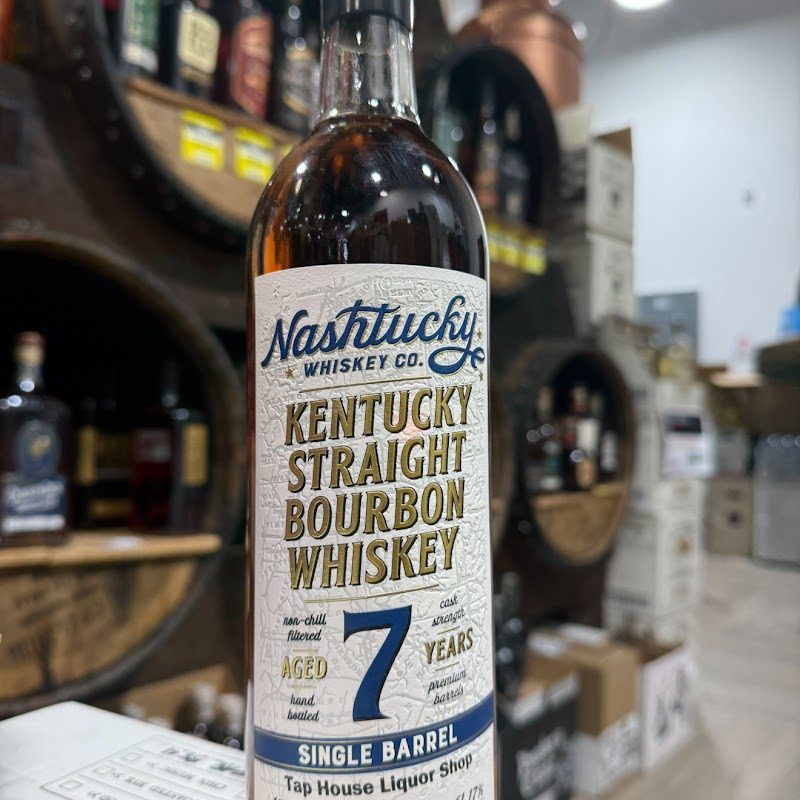 Nashtucky
WHISKEY CO.
KENTUCKY
STRAIGHT
BOURBON
WHISKEY
non-chill
filtered
cask
strength
AGED
7
YEARS
hand
bottled
premium
barrels
SINGLE BARREL
Tap House Liquor Shop